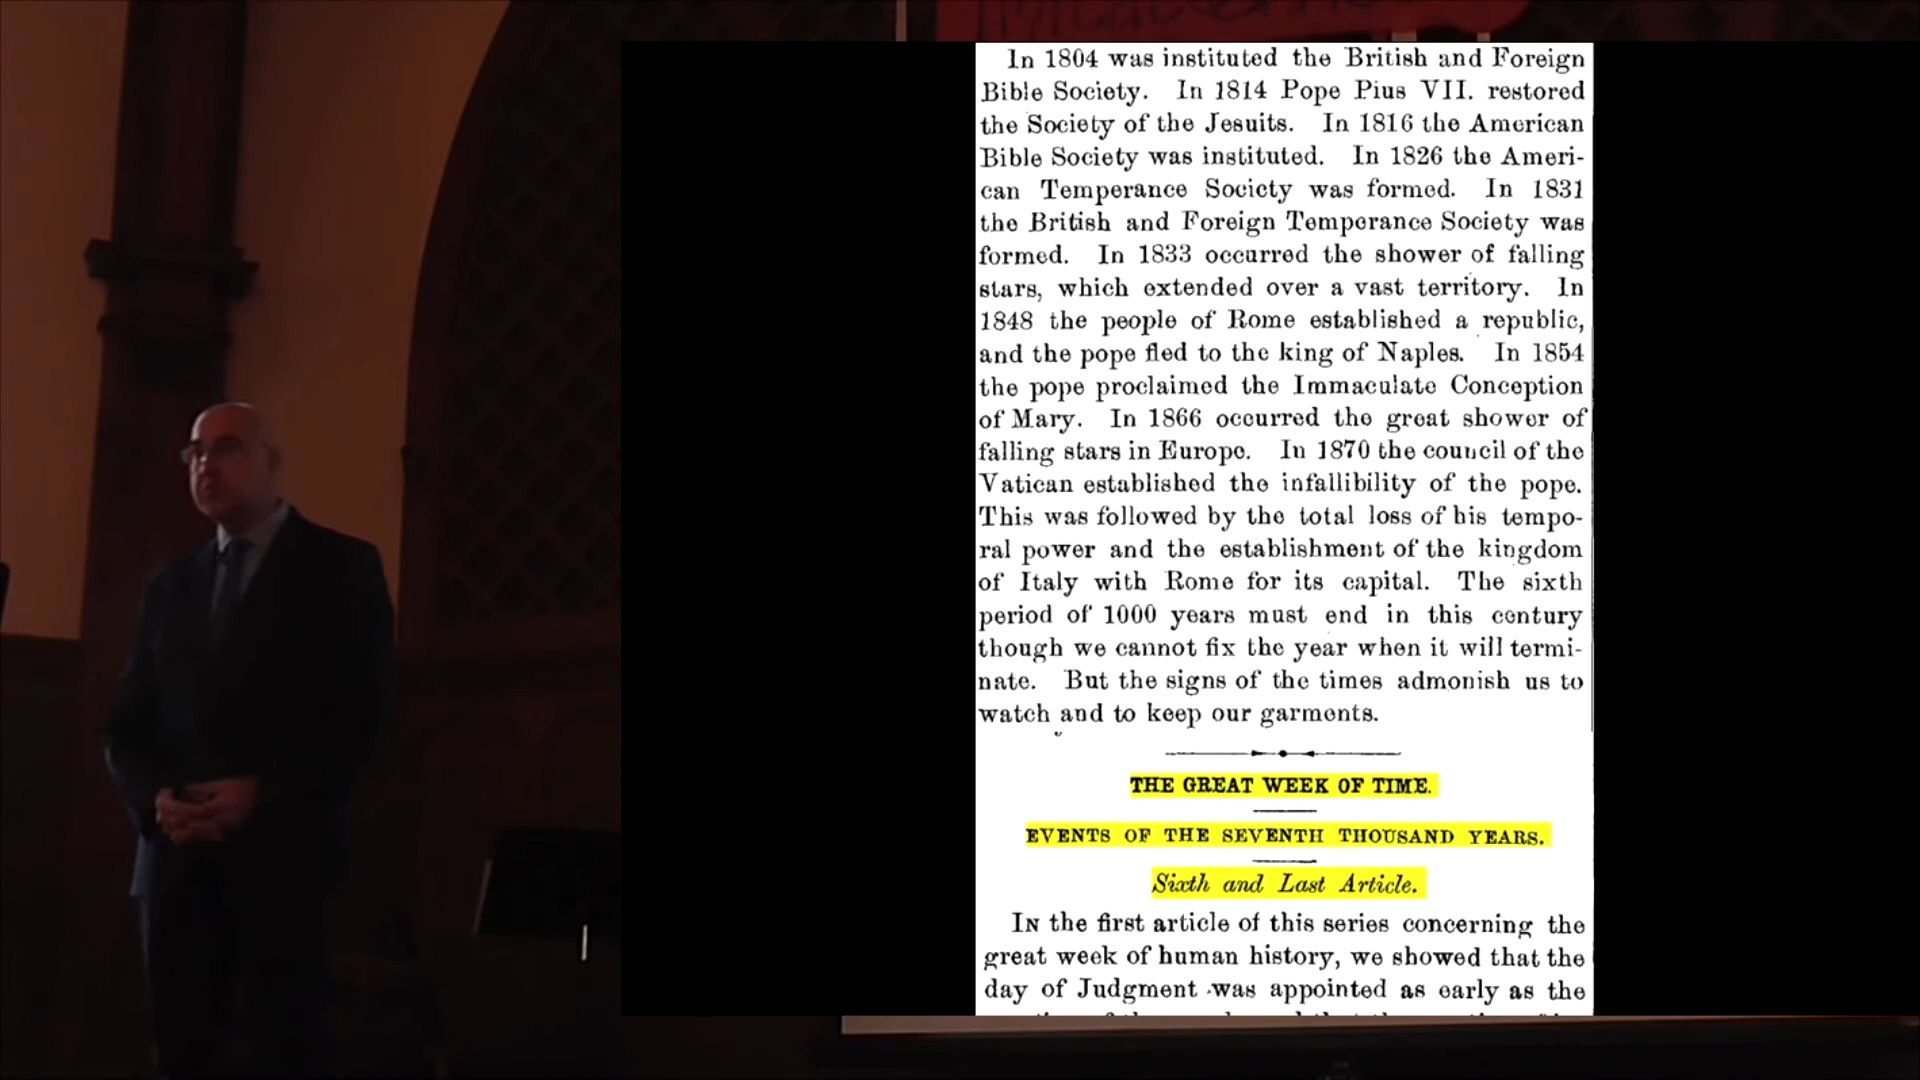 In 1804 was instituted the British and Foreign
Bible Society. In 1814 Pope Pius VII. restored
the Society of the Jesuits. In 1816 the American
Bible Society was instituted. In 1826 the Ameri-
can Temperance Society was formed. In 1831
the British and Foreign Temperance Society was
formed. In 1833 occurred the shower of falling
stars, which extended over a vast territory. In
1848 the people of Rome established a republic,
and the pope fled to the king of Naples. In 1854
the pope proclaimed the Immaculate Conception
of Mary. In 1866 occurred the great shower of
falling stars in Europe. In 1870 the council of the
Vatican established the infallibility of the pope.
This was followed by the total loss of his tempo-
ral power and the establishment of the kingdom
of Italy with Rome for its capital. The sixth
period of 1000 years must end in this century
though we cannot fix the year when it will termi-
nate. But the signs of the times admonish us to
watch and to keep our garments.
THE GREAT WEEK OF TIME.
EVENTS OF THE SEVENTH THOUSAND YEARS.
Sixth and Last Article.
IN the first article of this series concerning the
great week of human history, we showed that the
day of Judgment was appointed as early as the